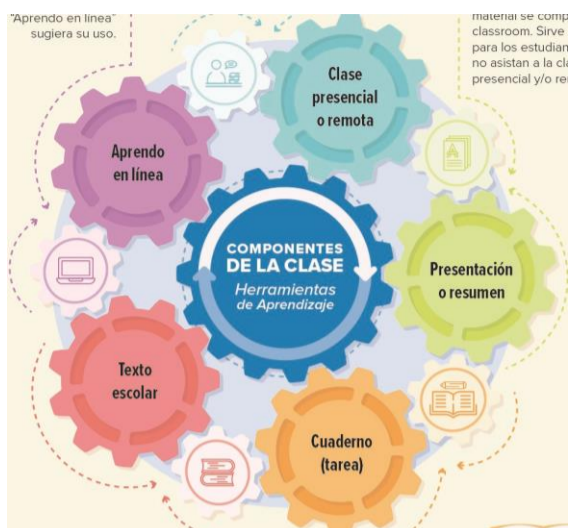 "Aprendo en línea"
sugiera su uso.
material se comp
classroom. Sirve
para los estudian
no asistan a la cla
presencial y/o re
Clase
presencial
o remota
Aprendo
en línea
COMPONENTES
DE LA CLASE
Herramientas
de Aprendizaje
Presentación
o resumen
Texto
escolar
Cuaderno
(tarea)
A